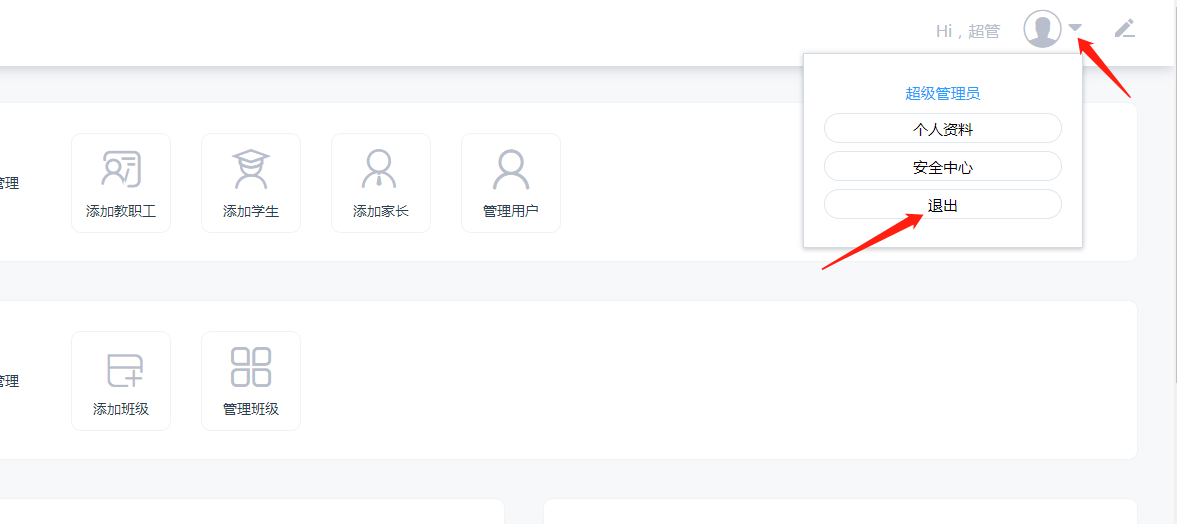 Hi，超管
超级管理员
个人资料
安全中心
退出
管理
添加教职工
添加学生
添加家长
管理用户
管理
添加班级
管理班级